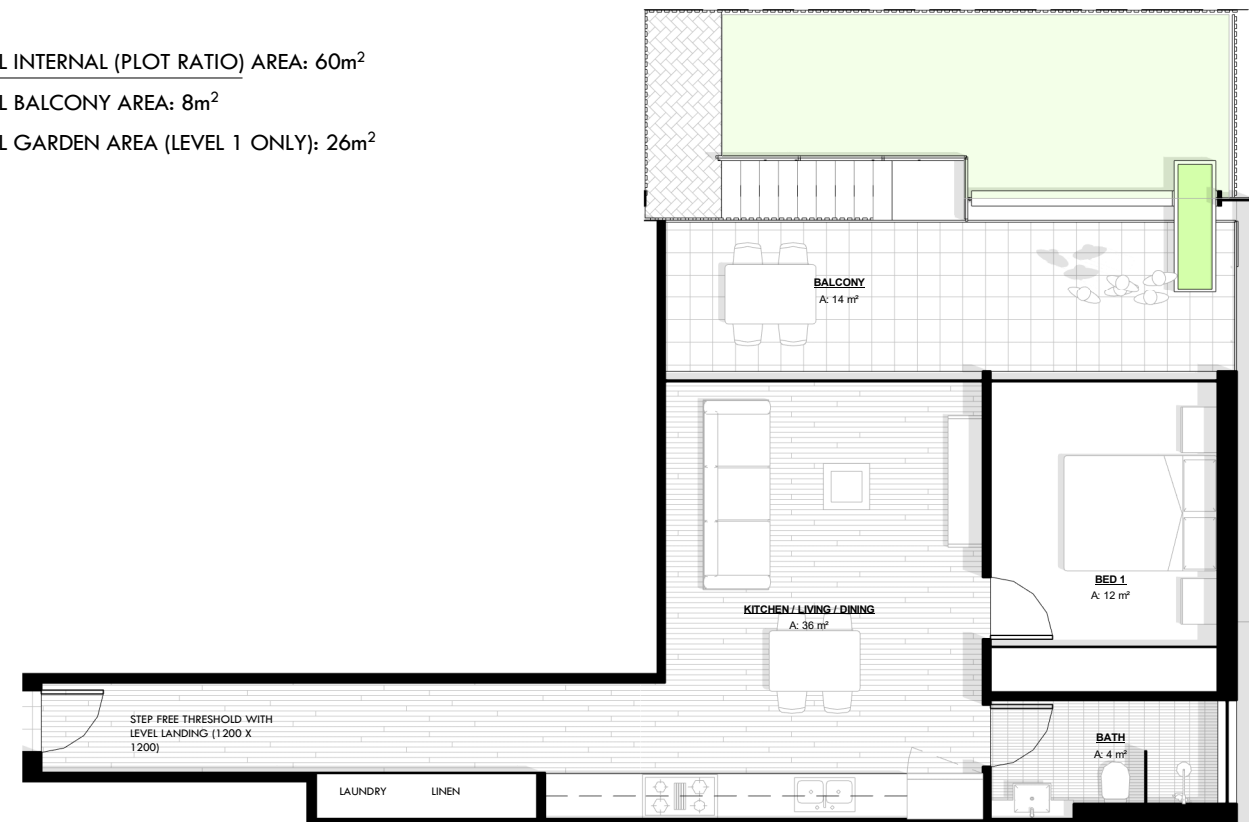 L INTERNAL (PLOT RATIO) AREA: 60m²
L BALCONY AREA: 8m²
L GARDEN AREA (LEVEL 1 ONLY): 26m²
BALCONY
A: 14 m²
BED 1
A: 12 m²
KITCHEN / LIVING / DINING
A: 36 m²
STEP FREE THRESHOLD WITH
LEVEL LANDING (1200 X
1200)
BATH
A: 4 m²
LAUNDRY LINEN